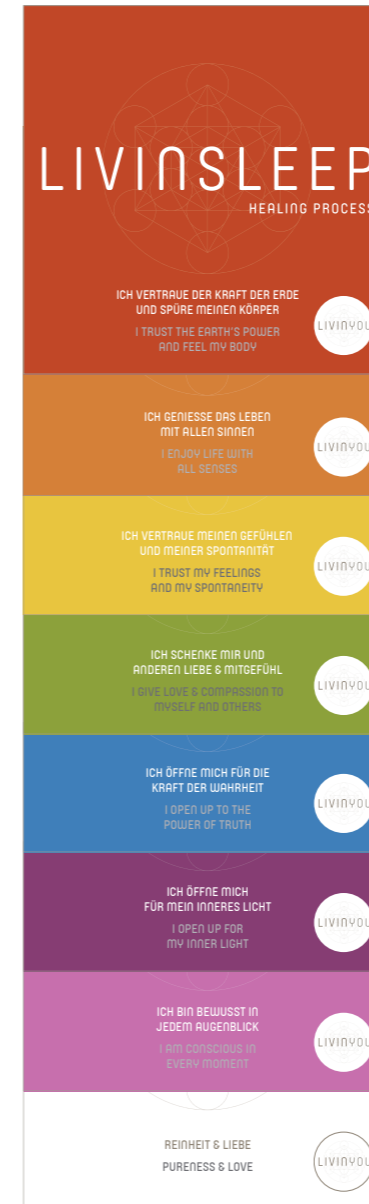 LIVINSLEEP
HEALING PROCESS
ICH VERTRAUE DER KRAFT DER ERDE
UND SPÜRE MEINEN KÖRPER
I TRUST THE EARTH'S POWER
AND FEEL MY BODY
LIVINYOU
ICH GENIESSE DAS LEBEN
MIT ALLEN SINNEN
I ENJOY LIFE WITH
ALL SENSES
LIVINYOU
ICH VERTRAUE MEINEN GEFÜHLEN
UND MEINER SPONTANITÄT
I TRUST MY FEELINGS
AND MY SPONTANEITY
LIVINYOU
ICH SCHENKE MIR UND
ANDEREN LIEBE & MITGEFÜHL
I GIVE LOVE & COMPASSION TO
MYSELF AND OTHERS
LIVINYOU
ICH ÖFFNE MICH FÜR DIE
KRAFT DER WAHRHEIT
I OPEN UP TO THE
POWER OF TRUTH
LIVINYOU
ICH ÖFFNE MICH
FÜR MEIN INNERES LICHT
I OPEN UP FOR
MY INNER LIGHT
LIVINYOU
ICH BIN BEWUSST IN
JEDEM AUGENBLICK
I AM CONSCIOUS IN
EVERY MOMENT
LIVINYOU
REINHEIT & LIEBE
PURENESS & LOVE
LIVINYOU